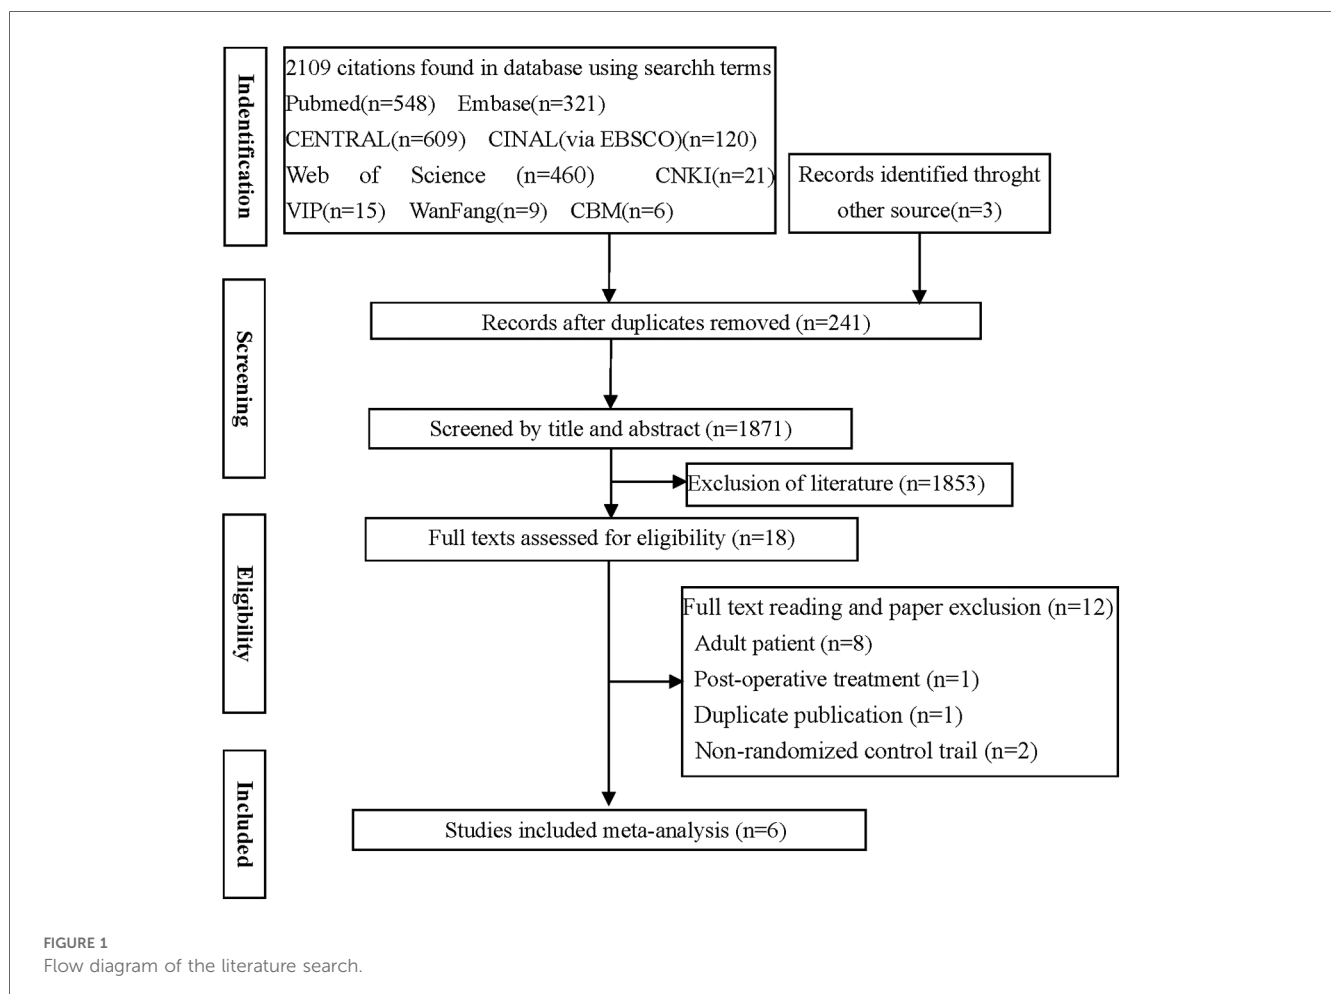 Indentification
2109 citations found in database using searchh terms
Pubmed(n=548) Embase(n=321)
CENTRAL(n=609) CINAL(via EBSCO)(n=120)
Web of Science (n=460) CNKI(n=21)
VIP(n=15) WanFang(n=9) CBM(n=6)
Records identified throght
other source(n=3)
Screening
Records after duplicates removed (n=241)
Screened by title and abstract (n=1871)
Exclusion of literature (n=1853)
Eligibility
Full texts assessed for eligibility (n=18)
Full text reading and paper exclusion (n=12)
Adult patient (n=8)
Post-operative treatment (n=1)
Duplicate publication (n=1)
Non-randomized control trail (n=2)
Included
Studies included meta-analysis (n=6)
FIGURE 1
Flow diagram of the literature search.